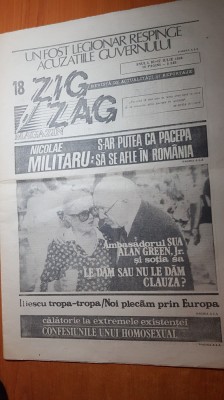 UN FOST LEGIONAR RESPINGE
ACUZAȚIILE GUVERNULUI
18
ZIG
ZAG
NICOLAE
MILITARU:
S-AR PUTEA CA PACEPA
SĂ SE AFLE ÎN ROMÂNIA
Ambasadorul SUA
ALAN GREEN, Jr.
și soția sa
LE DĂM SAU NU LE DĂM
CLAUZA?
Iliescu tropa-tropa/Noi plecăm prin Europa
călătorie la extremele existenței
CONFESIUNILE UNUI HOMOSEXUAL